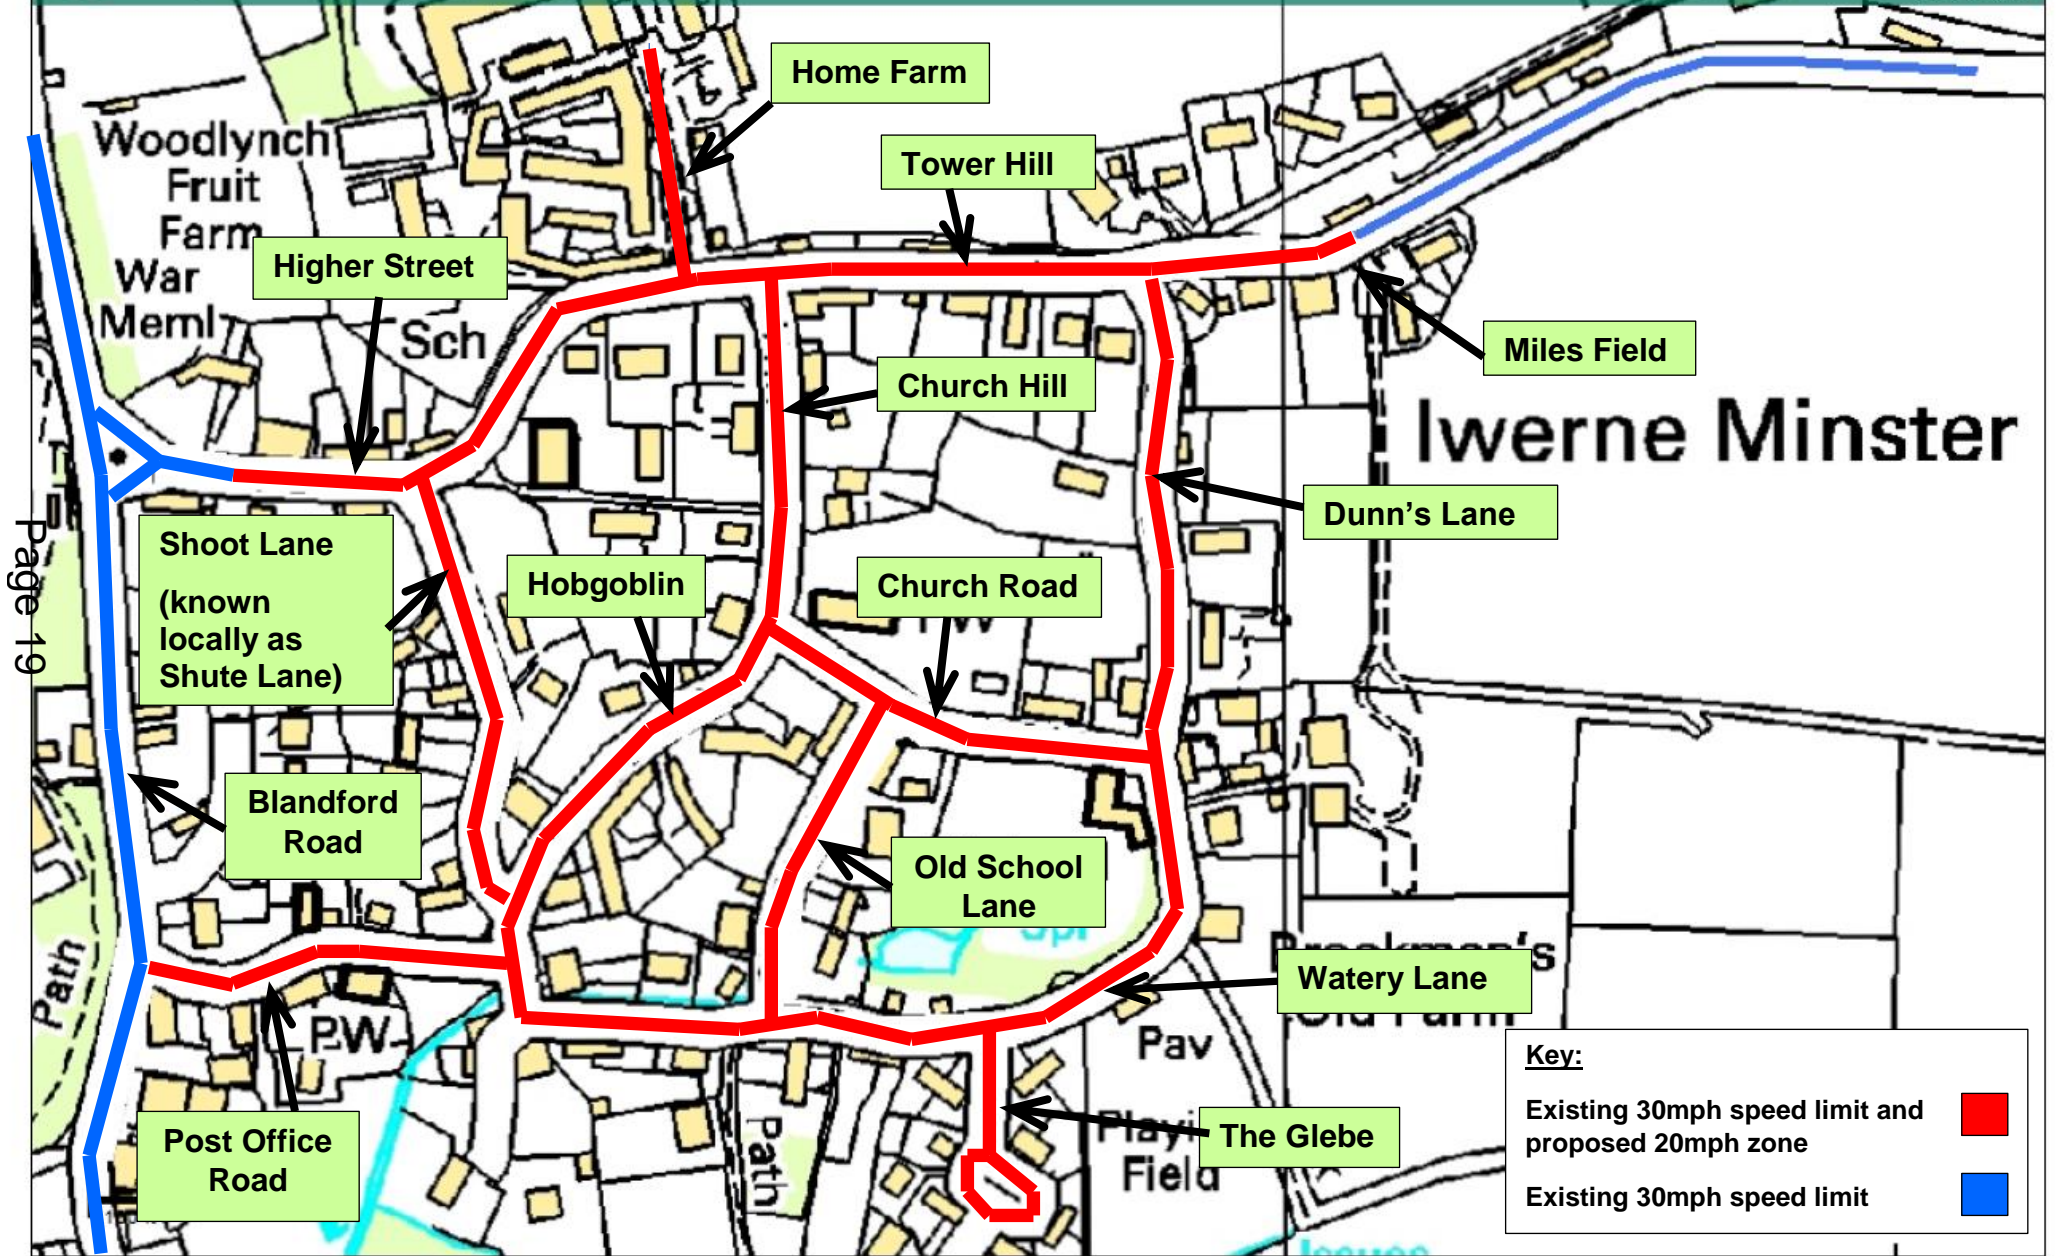 Home Farm
Tower Hill
Woodlynch
Fruit
Farm
War
Meml
Higher Street
Sch
Miles Field
Church Hill
Iwerne Minster
Dunn's Lane
Page 19
Shoot Lane
(known
locally as
Shute Lane)
Hobgoblin
Church Road
Blandford
Road
Old School
Lane
Path
Watery Lane
PW
Pav
Post Office
Road
Path
The Glebe
Field
Key:
Existing 30mph speed limit and
proposed 20mph zone
Existing 30mph speed limit